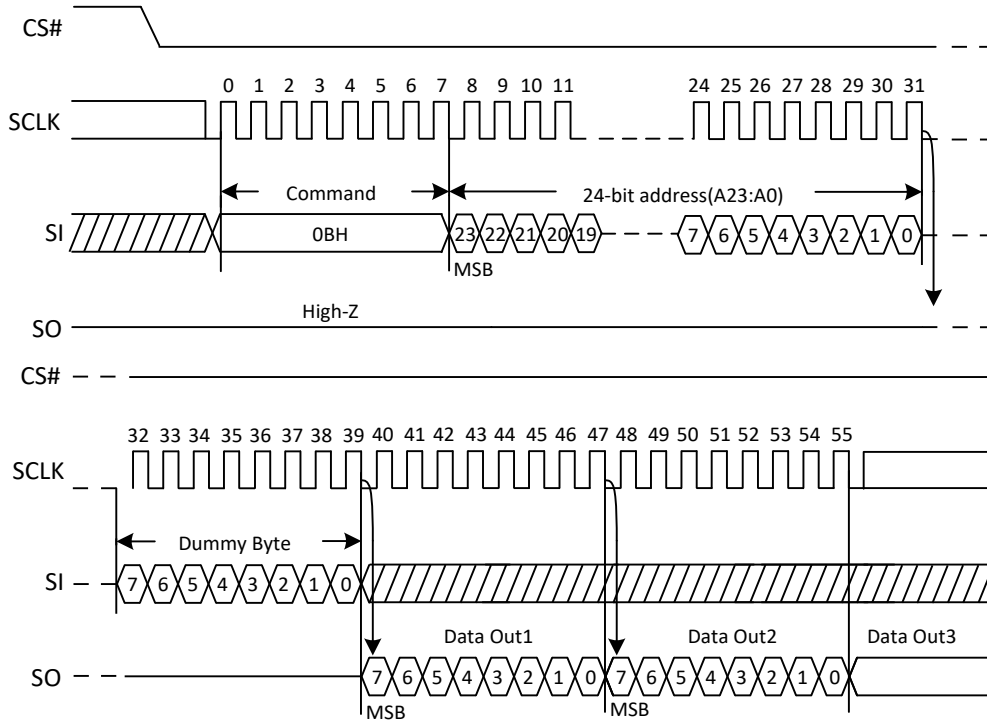 CS#
0 1 2 3 4 5 6 7 8 9 10 11 24 25 26 27 28 29 30 31
SCLK
Command 24-bit address(A23:A0)
SI 0BH 23 22 21 20 19 7 6 5 4 3 2 1 0
MSB
High-Z
SO
CS#
32 33 34 35 36 37 38 39 40 41 42 43 44 45 46 47 48 49 50 51 52 53 54 55
SCLK
Dummy Byte
SI 7 6 5 4 3 2 1 0
Data Out1 Data Out2 Data Out3
SO 7 6 5 4 3 2 1 0 7 6 5 4 3 2 1 0
MSB MSB